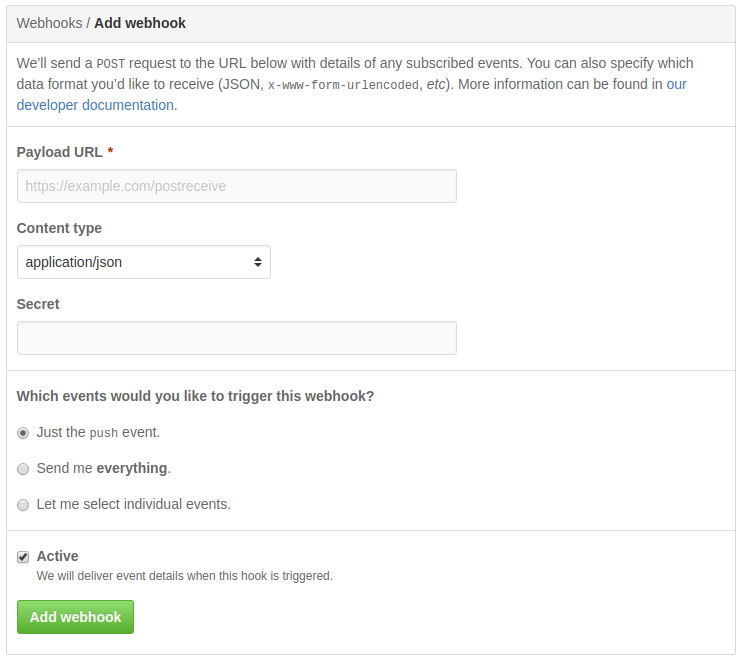 Webhooks / Add webhook
We’ll send a POST request to the URL below with details of any subscribed events. You can also specify which
data format you’d like to receive (JSON, x-www-form-urlencoded, etc). More information can be found in our
developer documentation.
Payload URL *
https://example.com/postreceive
Content type
application/json
Secret
Which events would you like to trigger this webhook?
Just the push event.
Send me everything.
Let me select individual events.
Active
We will deliver event details when this hook is triggered.
Add webhook